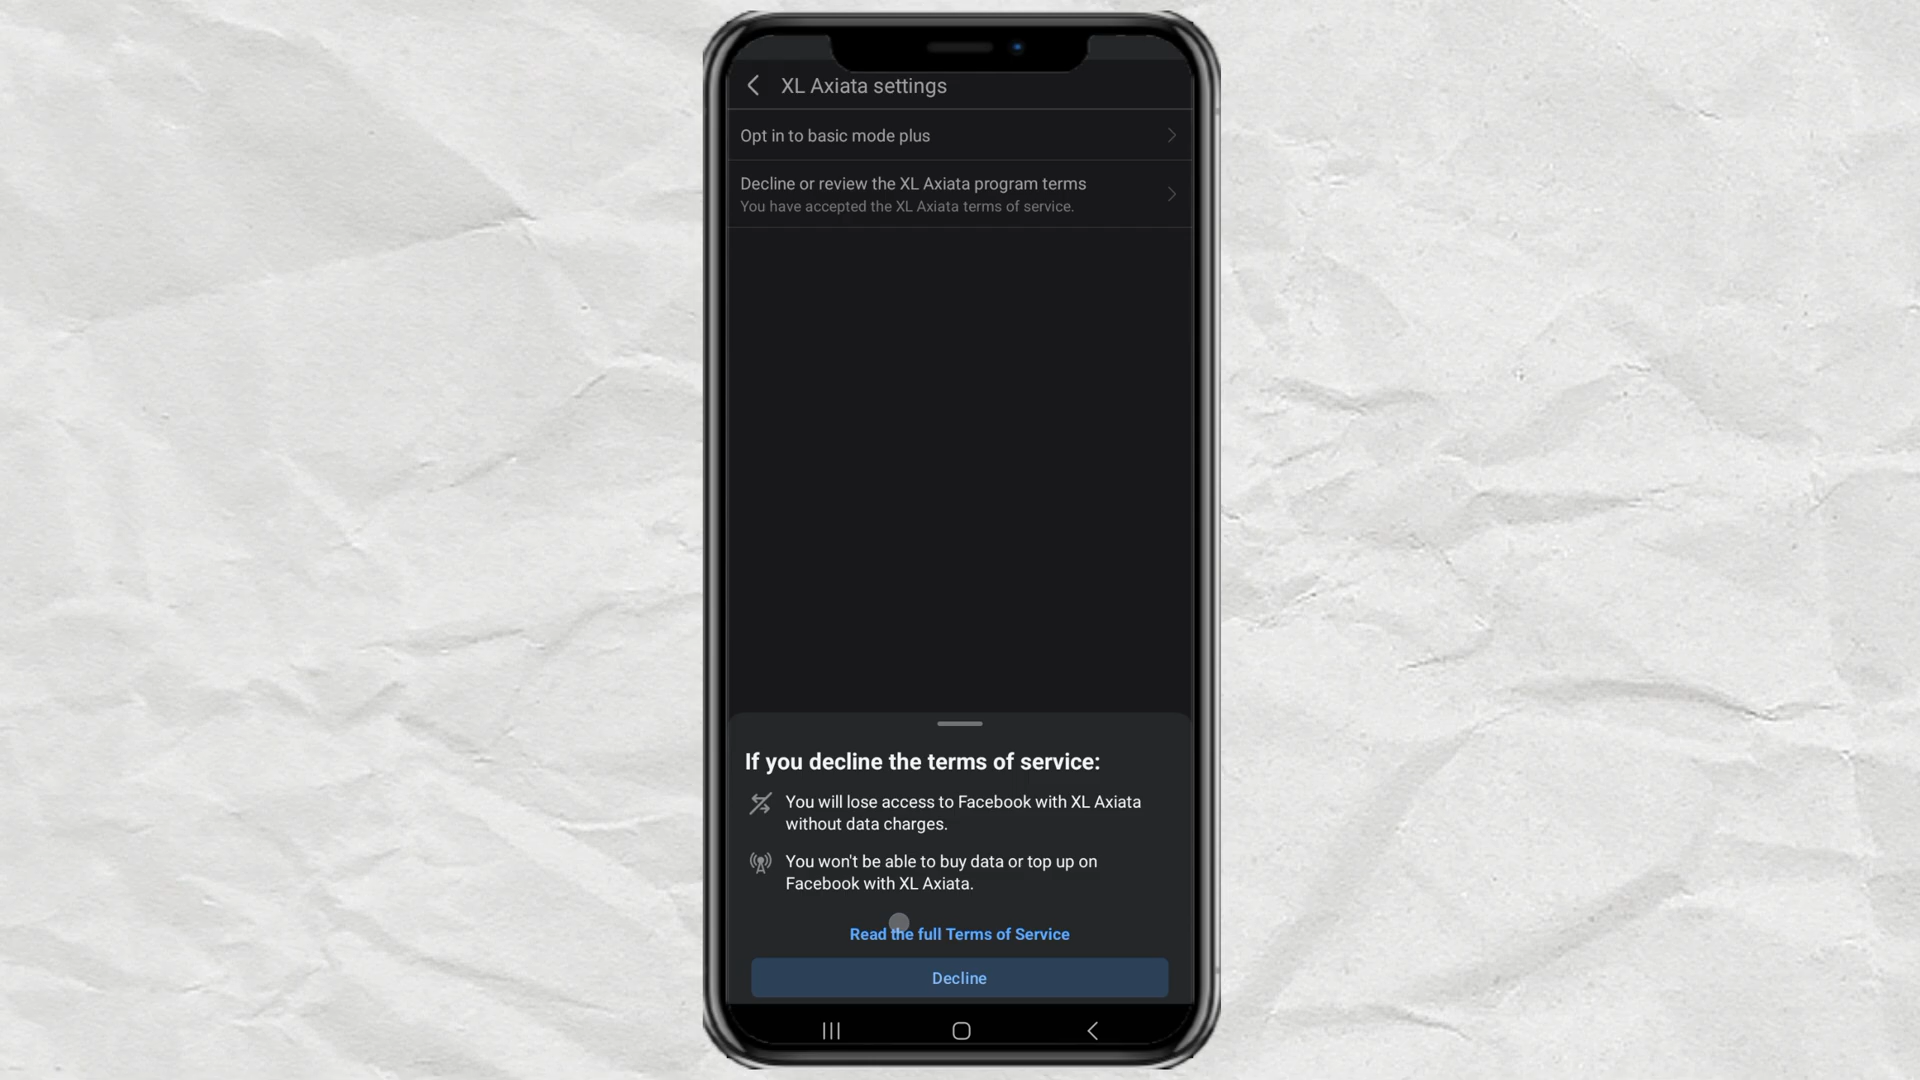 XL Axiata settings
Opt in to basic mode plus
Decline or review the XL Axiata program terms
You have accepted the XL Axiata terms of service.
If you decline the terms of service:
You will lose access to Facebook with XL Axiata
without data charges.
You won't be able to buy data or top up on
Facebook with XL Axiata.
Read the full Terms of Service
Decline